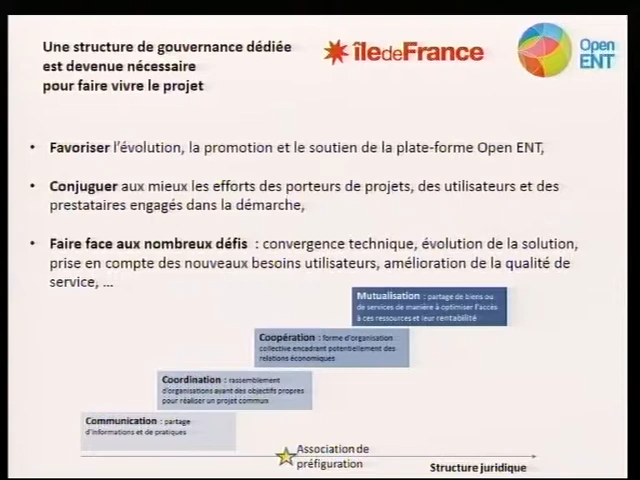 Une structure de gouvernance dédiée
est devenue nécessaire
pour faire vivre le projet
îledeFrance
Open
ENT
• Favoriser l'évolution, la promotion et le soutien de la plate-forme Open ENT,
• Conjuguer aux mieux les efforts des porteurs de projets, des utilisateurs et des
prestataires engagés dans la démarche,
• Faire face aux nombreux défis : convergence technique, évolution de la solution,
prise en compte des nouveaux besoins utilisateurs, amélioration de la qualité de
service, ...
Mutualisation : partage de biens ou
de services de manière à optimiser l'accès
à ces ressources et leur rentabilité
Coopération : forme d'organisation
collective encadrant potentiellement des
relations économiques
Coordination : rassemblement
d'organisations ayant des objectifs propres
pour réaliser un projet commun
Communication : partage
d'informations et de pratiques
Association de
préfiguration
Structure juridique